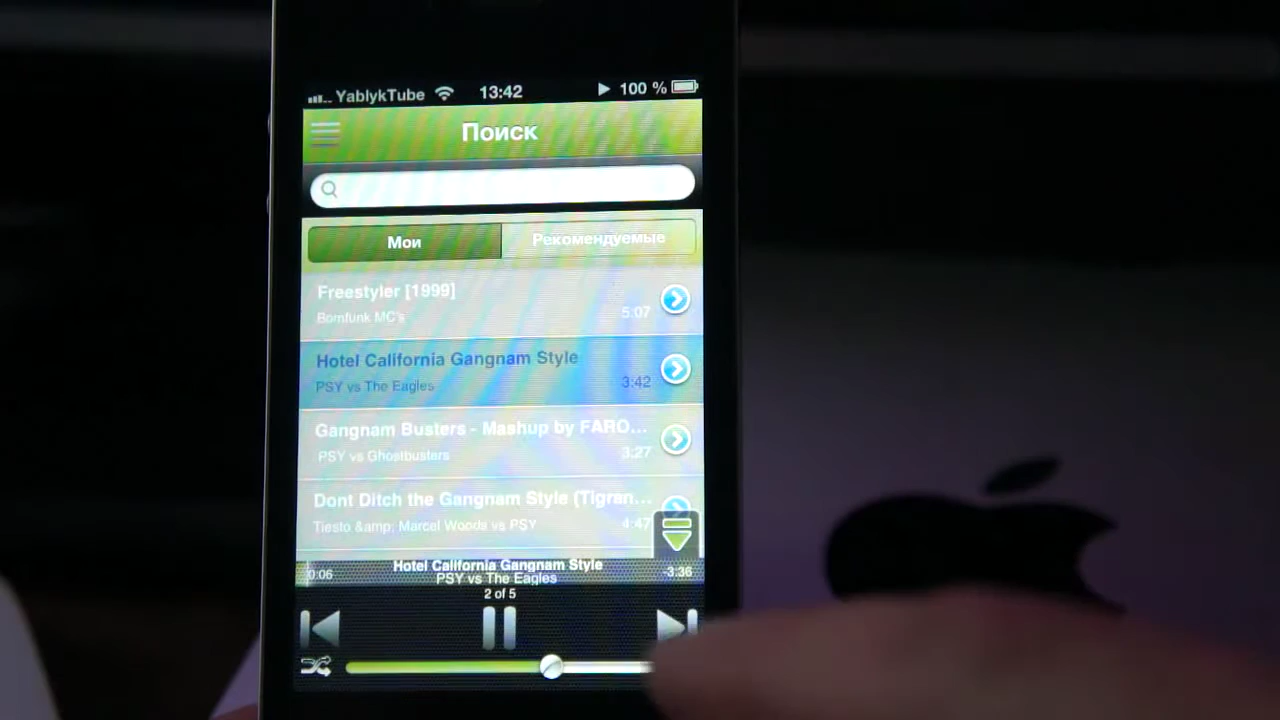 YablykTube 13:42 100 %
Поиск
Мои Рекомендуемые
Freestyler [1999]
Bomfunk MC's 5:07
Hotel California Gangnam Style
PSY vs The Eagles 3:42
Gangnam Busters - Mashup by FARO...
PSY vs Ghostbusters 3:27
Dont Ditch the Gangnam Style (Tigran...
Tiesto &amp; Marcel Woods vs PSY 4:47
Hotel California Gangnam Style
0:06 PSY vs The Eagles -3:36
2 of 5